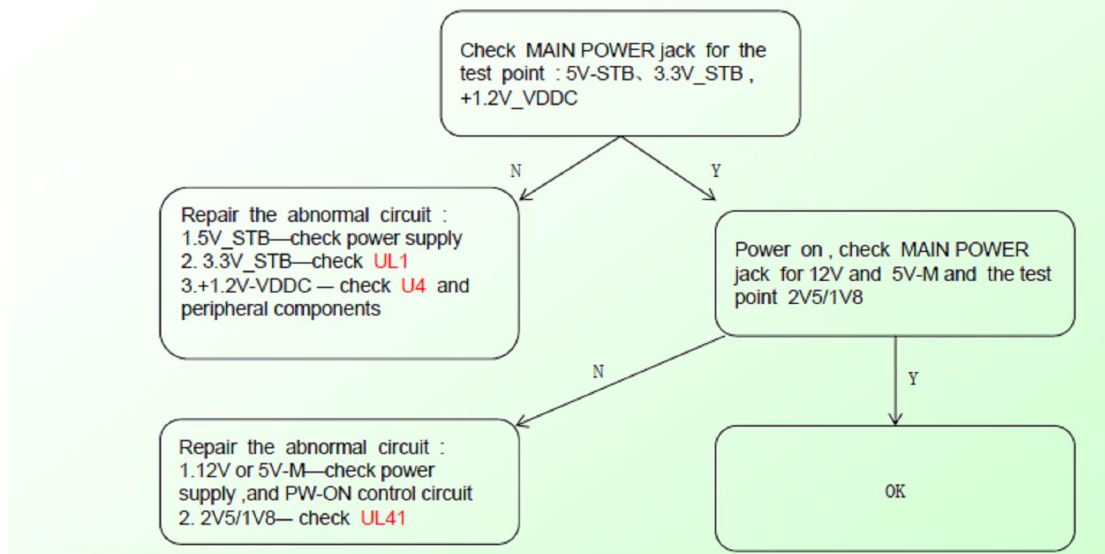 Check MAIN POWER jack for the
test point : 5V-STB、3.3V_STB ,
+1.2V_VDDC
N
Y
Repair the abnormal circuit :
1.5V_STB—check power supply
2. 3.3V_STB—check UL1
3.+1.2V-VDDC — check U4 and
peripheral components
Power on , check MAIN POWER
jack for 12V and 5V-M and the test
point 2V5/1V8
N
Y
Repair the abnormal circuit :
1.12V or 5V-M—check power
supply ,and PW-ON control circuit
2. 2V5/1V8— check UL41
OK